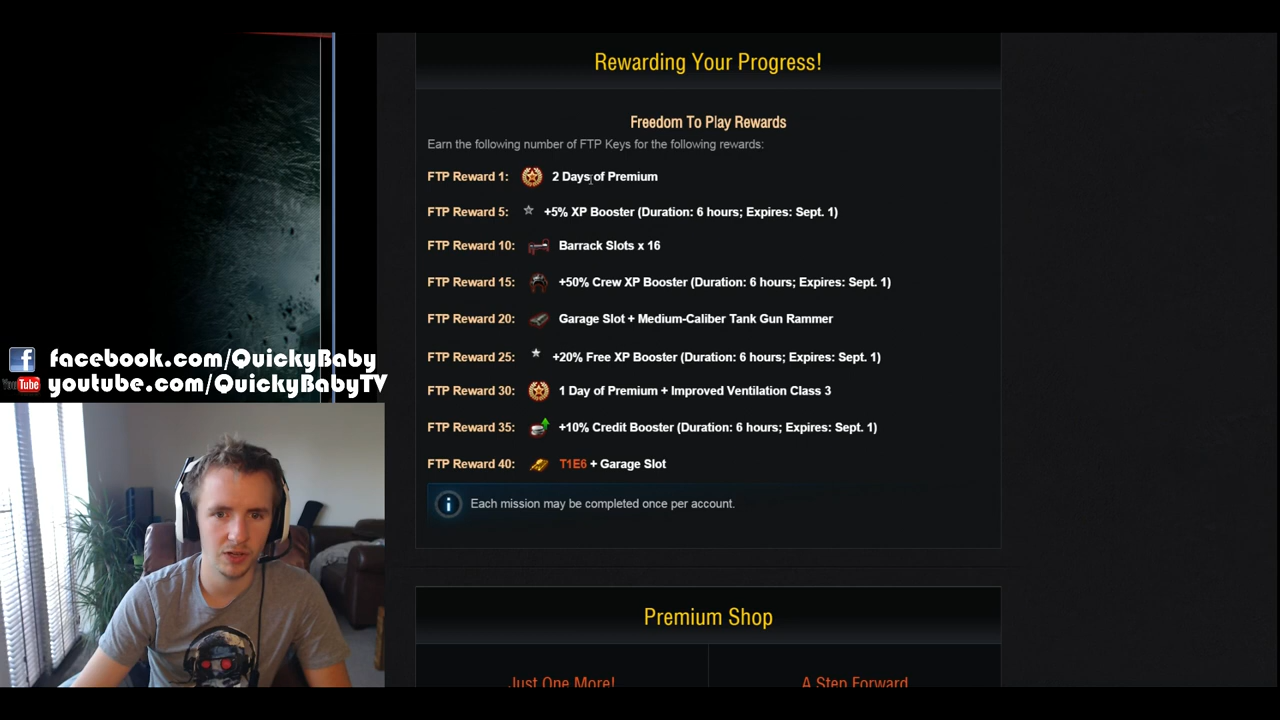 Rewarding Your Progress!
Freedom To Play Rewards
Earn the following number of FTP Keys for the following rewards:
FTP Reward 1: 2 Days of Premium
FTP Reward 5: +5% XP Booster (Duration: 6 hours; Expires: Sept. 1)
FTP Reward 10: Barrack Slots x 16
FTP Reward 15: +50% Crew XP Booster (Duration: 6 hours; Expires: Sept. 1)
FTP Reward 20: Garage Slot + Medium-Caliber Tank Gun Rammer
FTP Reward 25: +20% Free XP Booster (Duration: 6 hours; Expires: Sept. 1)
FTP Reward 30: 1 Day of Premium + Improved Ventilation Class 3
FTP Reward 35: +10% Credit Booster (Duration: 6 hours; Expires: Sept. 1)
FTP Reward 40: T1E6 + Garage Slot
Each mission may be completed once per account.
Premium Shop
Just One More!
A Step Forward
facebook.com/QuickyBaby
You Tube youtube.com/QuickyBabyTV